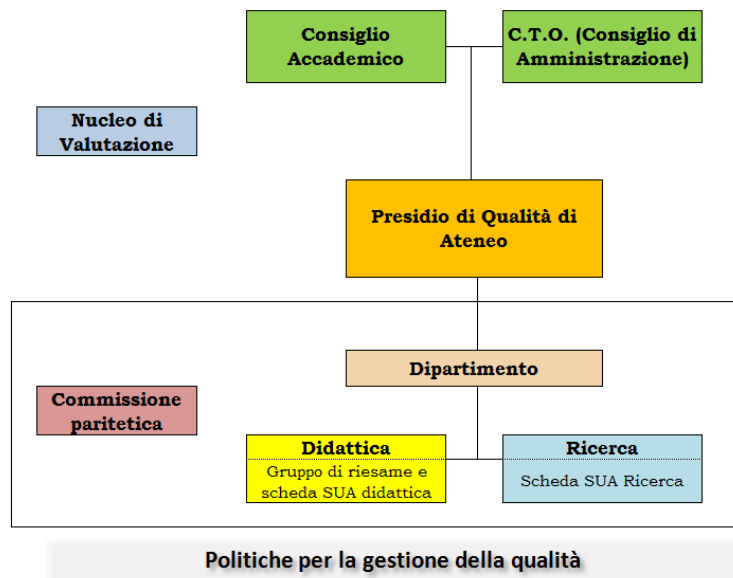 Consiglio
Accademico
C.T.O. (Consiglio di
Amministrazione)
Nucleo di
Valutazione
Presidio di Qualità di
Ateneo
Dipartimento
Commissione
paritetica
Didattica
Gruppo di riesame e
scheda SUA didattica
Ricerca
Scheda SUA Ricerca
Politiche per la gestione della qualità